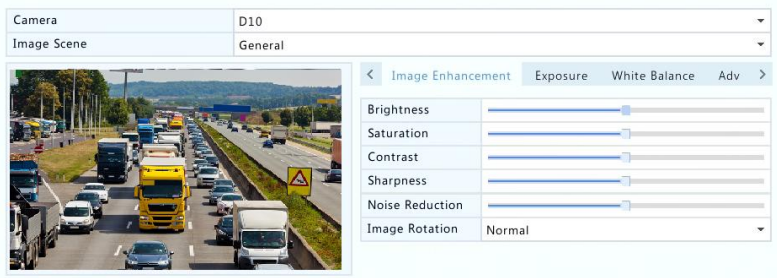 Camera D10
Image Scene General
< Image Enhancement Exposure White Balance Adv >
Brightness
Saturation
Contrast
Sharpness
Noise Reduction
Image Rotation Normal